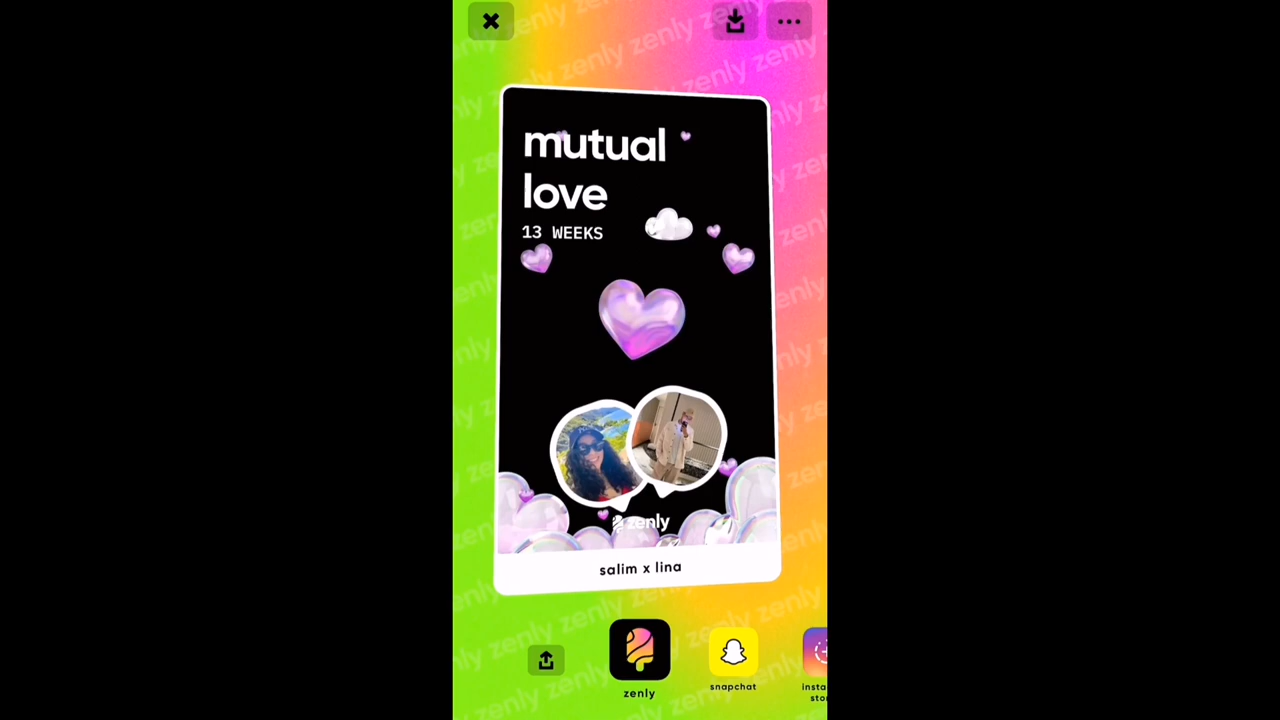 mutual
love
13 WEEKS
zenly
salim x lina
zenly
snapchat